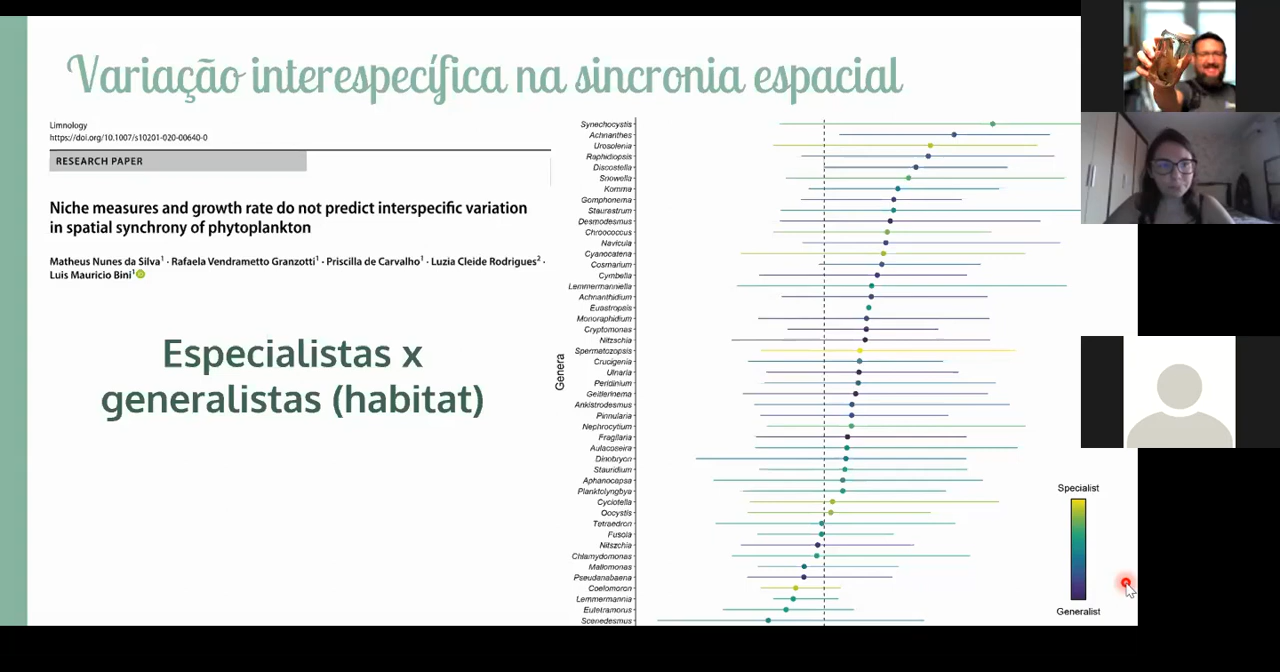 Variação interespecífica na sincronia espacial
Limnology
https://doi.org/10.1007/s10201-020-00640-0
RESEARCH PAPER
Niche measures and growth rate do not predict interspecific variation
in spatial synchrony of phytoplankton
Matheus Nunes da Silva¹ · Rafaela Vendrametto Granzotti¹ · Priscilla de Carvalho¹ · Luzia Cleide Rodrigues² ·
Luis Mauricio Bini¹
Especialistas x
generalistas (habitat)
Genera
Synechocystis
Achnanthes
Urosolenia
Raphidiopsis
Discostella
Snowella
Komma
Gomphonema
Staurastrum
Desmodesmus
Chroococcus
Navicula
Cyanocatena
Cosmarium
Cymbella
Lemmermanniella
Achnanthidium
Euastropsis
Monoraphidium
Cryptomonas
Nitzschia
Spermatozopsis
Crucigenia
Ulnaria
Peridinium
Geitlerinema
Ankistrodesmus
Pinnularia
Nephrocytium
Fragilaria
Aulacoseira
Dinobryon
Stauridium
Aphanocapsa
Planktolyngbya
Cyclotella
Oocystis
Tetraedron
Fusola
Nitzschia
Chlamydomonas
Mallomonas
Pseudanabaena
Coelomoron
Lemmermannia
Eutetramorus
Scenedesmus
Specialist
Generalist